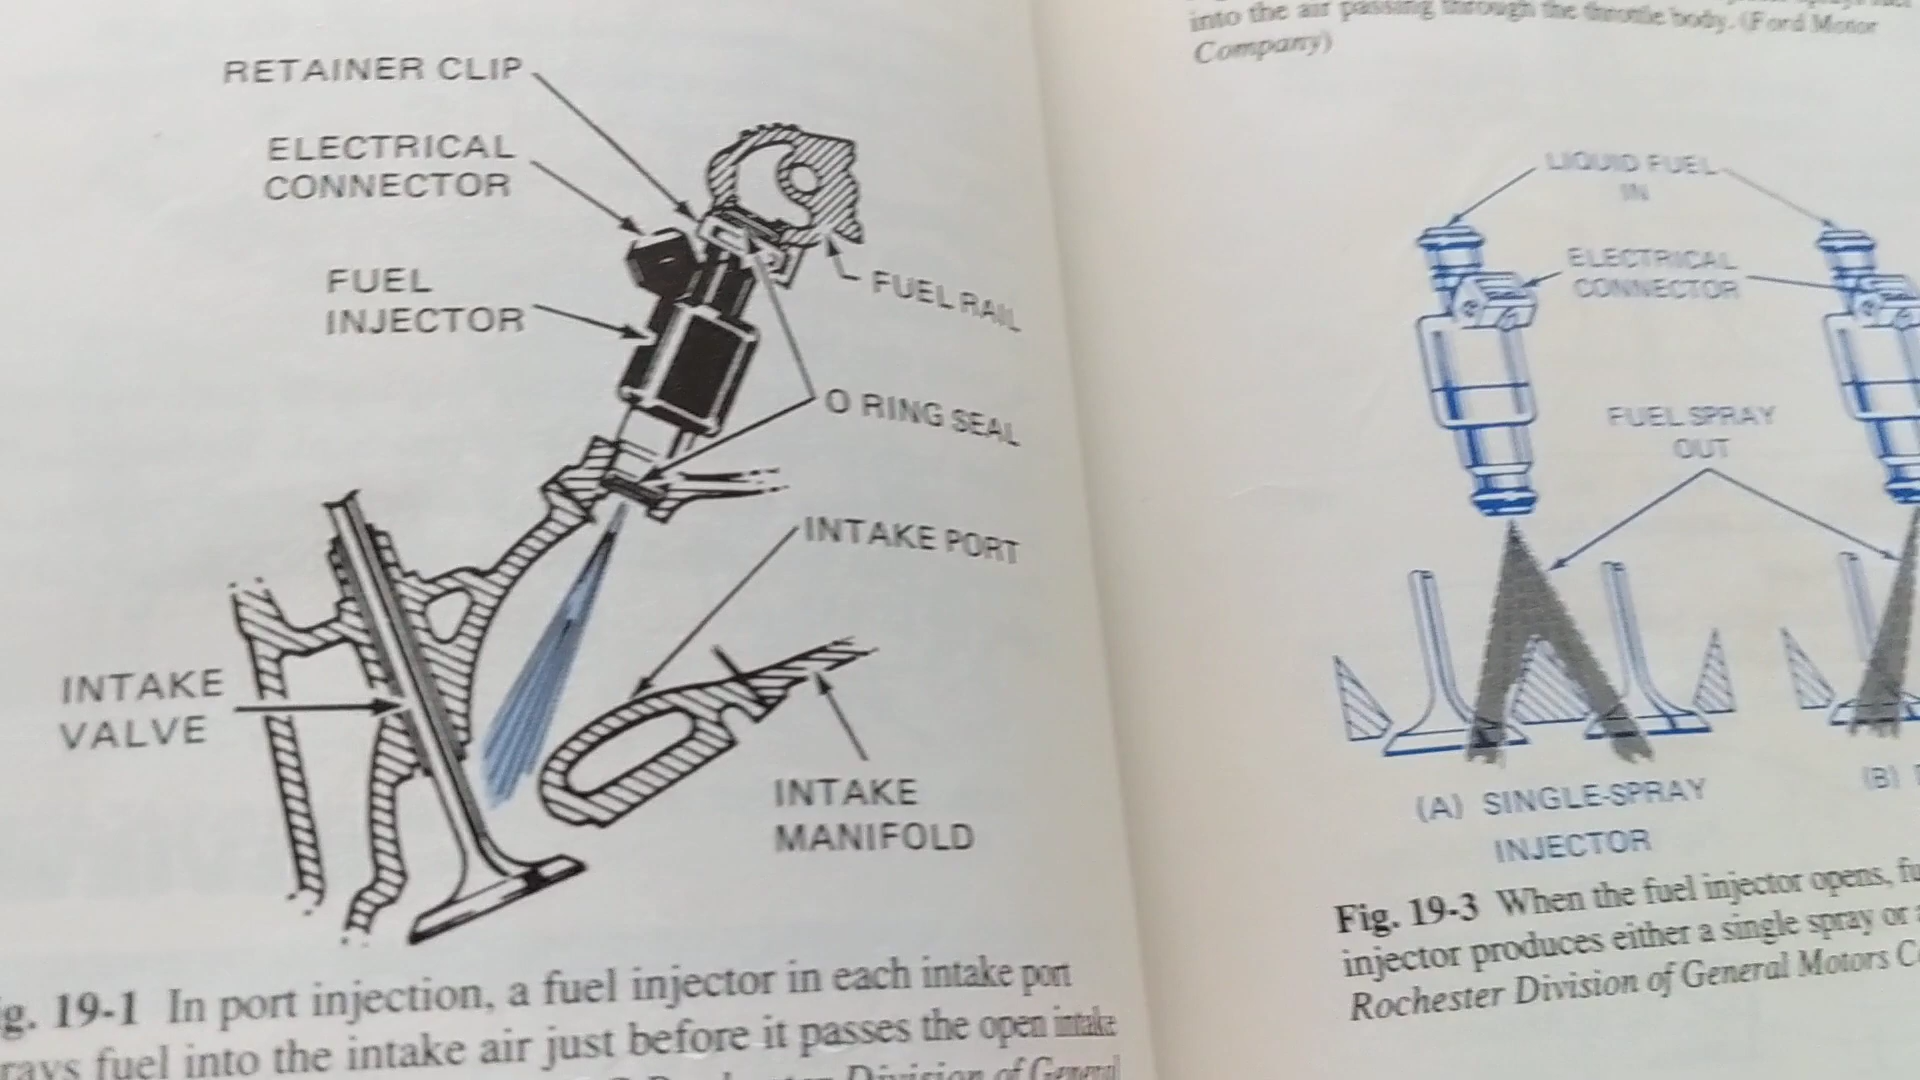 RETAINER CLIP
ELECTRICAL
CONNECTOR
FUEL
INJECTOR
FUEL RAIL
O RING SEAL
INTAKE PORT
INTAKE
VALVE
INTAKE
MANIFOLD
g. 19-1 In port injection, a fuel injector in each intake port
rays fuel into the intake air just before it passes the open intake
Division of General
into the air passing through the throttle body. (Ford Motor
Company)
LIQUID FUEL
IN
ELECTRICAL
CONNECTOR
FUEL SPRAY
OUT
(A) SINGLE-SPRAY
INJECTOR
(B)
Fig. 19-3 When the fuel injector opens, fu
injector produces either a single spray or a
Rochester Division of General Motors C